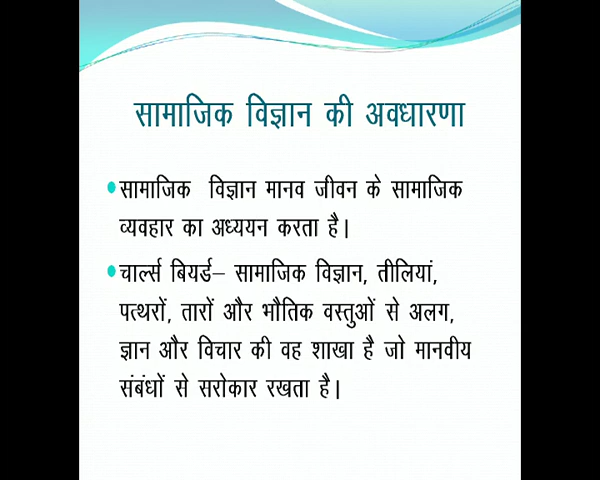 सामाजिक विज्ञान की अवधारणा
सामाजिक विज्ञान मानव जीवन के सामाजिक
व्यवहार का अध्ययन करता है।
चार्ल्स बियर्ड– सामाजिक विज्ञान, तीलियां,
पत्थरों, तारों और भौतिक वस्तुओं से अलग,
ज्ञान और विचार की वह शाखा है जो मानवीय
संबंधों से सरोकार रखता है।